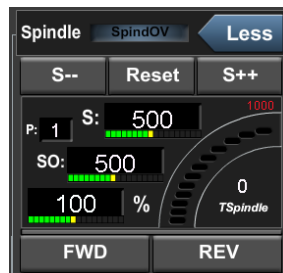 Spindle SpindOV Less
S-- Reset S++
1000
P: 1 S: 500
SO: 500
0
100 % TSpindle
FWD REV